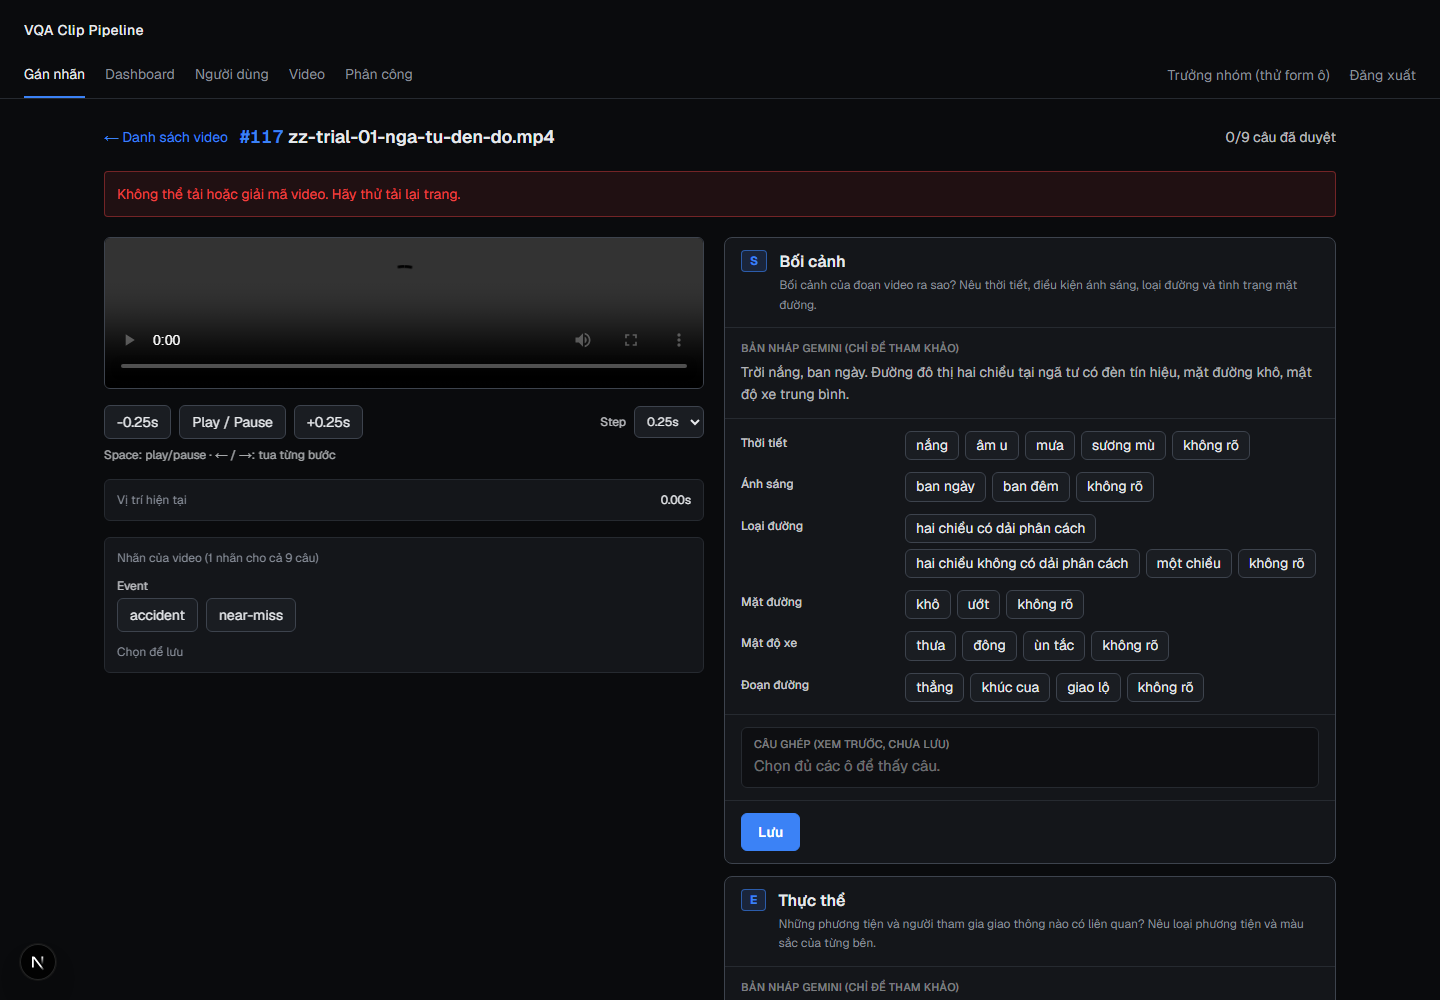 VQA Clip Pipeline
Gán nhãn
Dashboard
Người dùng
Video
Phân công
Trưởng nhóm (thử form ô)
Đăng xuất
← Danh sách video
#117 zz-trial-01-nga-tu-den-do.mp4
0/9 câu đã duyệt
Không thể tải hoặc giải mã video. Hãy thử tải lại trang.
0:00
-0.25s
Play / Pause
+0.25s
Step
0.25s
Space: play/pause · ← / →: tua từng bước
Vị trí hiện tại
0.00s
Nhãn của video (1 nhãn cho cả 9 câu)
Event
accident
near-miss
Chọn để lưu
S
Bối cảnh
Bối cảnh của đoạn video ra sao? Nêu thời tiết, điều kiện ánh sáng, loại đường và tình trạng mặt
đường.
BẢN NHÁP GEMINI (CHỈ ĐỂ THAM KHẢO)
Trời nắng, ban ngày. Đường đô thị hai chiều tại ngã tư có đèn tín hiệu, mặt đường khô, mật
độ xe trung bình.
Thời tiết
nắng
âm u
mưa
sương mù
không rõ
Ánh sáng
ban ngày
ban đêm
không rõ
Loại đường
hai chiều có dải phân cách
hai chiều không có dải phân cách
một chiều
không rõ
Mặt đường
khô
ướt
không rõ
Mật độ xe
thưa
đông
ùn tắc
không rõ
Đoạn đường
thẳng
khúc cua
giao lộ
không rõ
CÂU GHÉP (XEM TRƯỚC, CHƯA LƯU)
Chọn đủ các ô để thấy câu.
Lưu
E
Thực thể
Những phương tiện và người tham gia giao thông nào có liên quan? Nêu loại phương tiện và màu
sắc của từng bên.
BẢN NHÁP GEMINI (CHỈ ĐỂ THAM KHẢO)
N